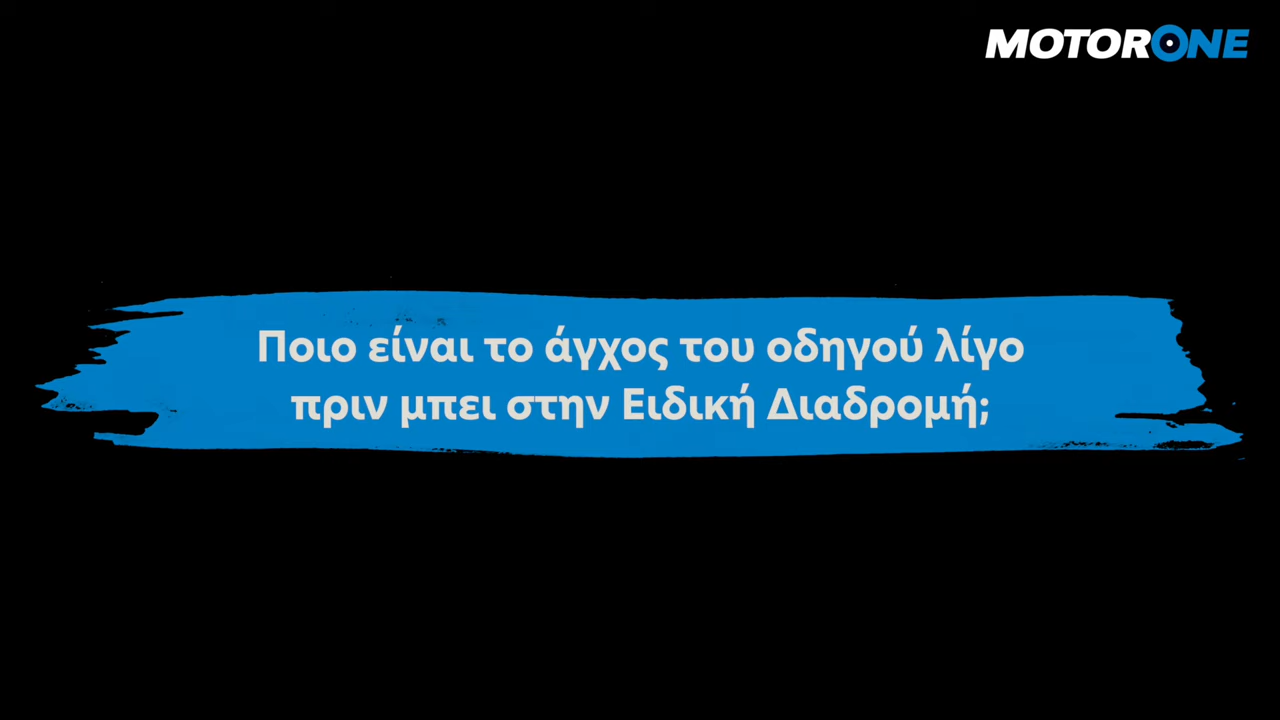 MOTORONE
Ποιο είναι το άγχος του οδηγού λίγο
πριν μπει στην Ειδική Διαδρομή;